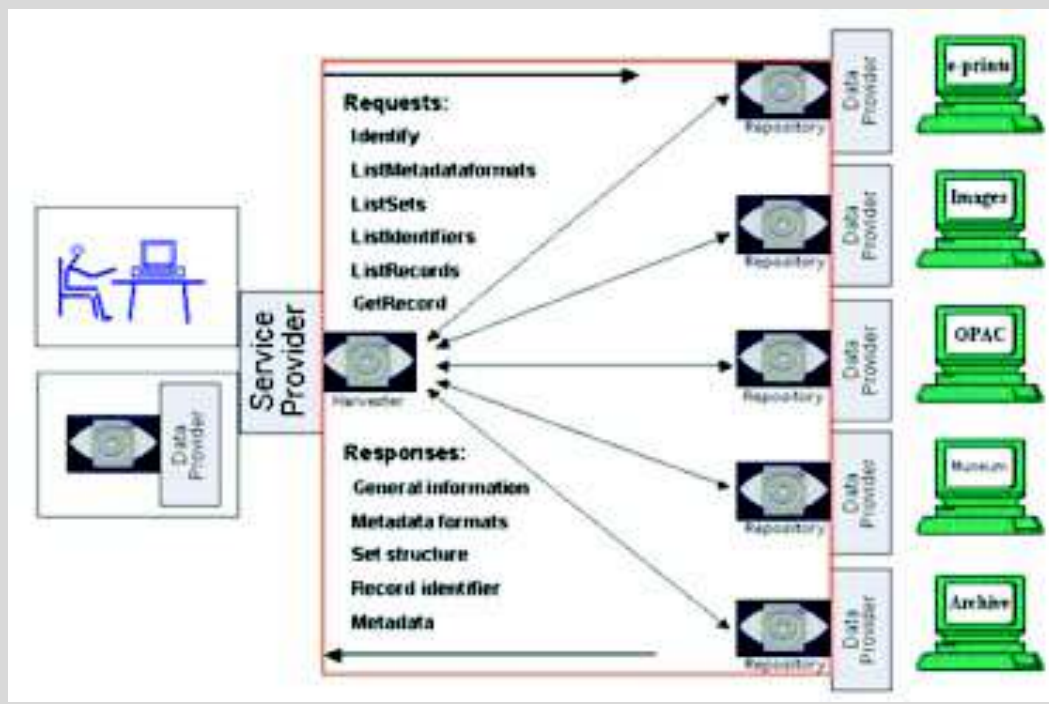 Requests:
Identify
ListMetadataformats
ListSets
ListIdentifiers
ListRecords
GetRecord
Service
Provider
Harvester
Data
Provider
Responses:
General information
Metadata formats
Set structure
Record identifier
Metadata
Repository
Data
Provider
e-prints
Repository
Data
Provider
Images
Repository
Data
Provider
OPAC
Repository
Data
Provider
Museum
Repository
Data
Provider
Archive